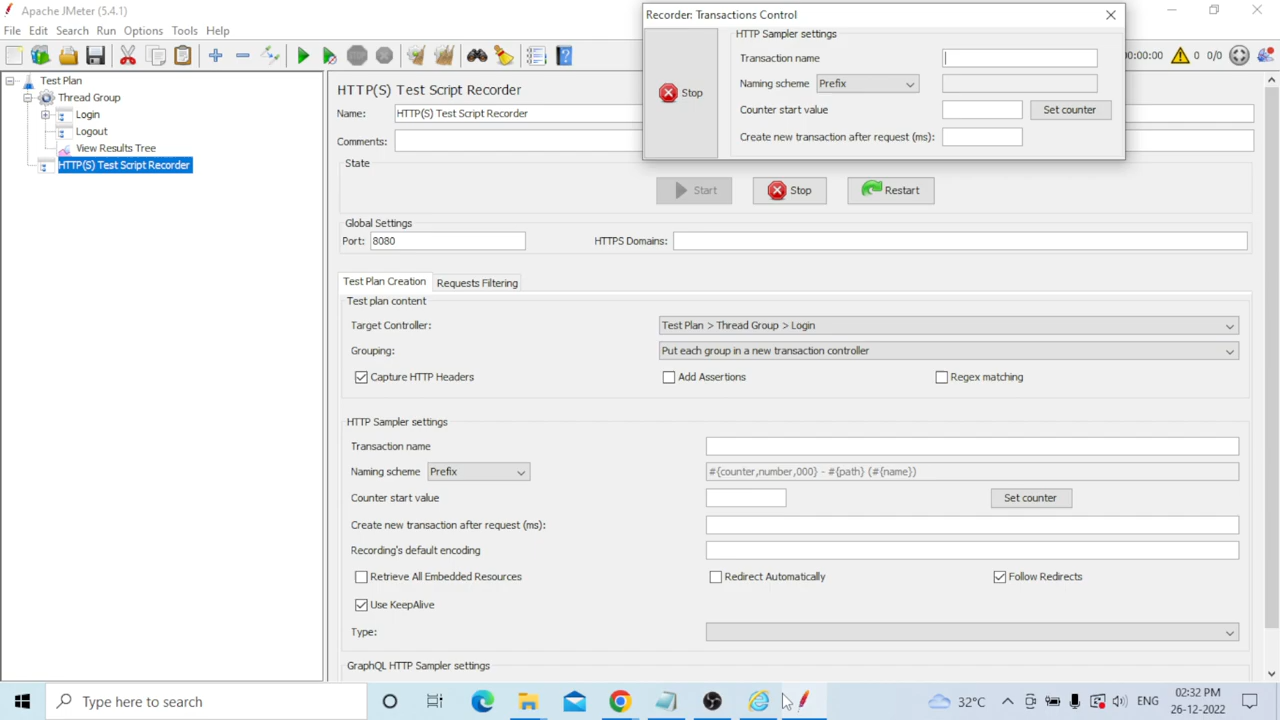 Apache JMeter (5.4.1)
File Edit Search Run Options Tools Help
Recorder: Transactions Control
HTTP Sampler settings
Transaction name
Naming scheme Prefix
Counter start value Set counter
Create new transaction after request (ms):
Stop
00:00:00 0 0/0
Test Plan
Thread Group
Login
Logout
View Results Tree
HTTP(S) Test Script Recorder
HTTP(S) Test Script Recorder
Name: HTTP(S) Test Script Recorder
Comments:
State
Start Stop Restart
Global Settings
Port: 8080 HTTPS Domains:
Test Plan Creation Requests Filtering
Test plan content
Target Controller: Test Plan > Thread Group > Login
Grouping: Put each group in a new transaction controller
Capture HTTP Headers Add Assertions Regex matching
HTTP Sampler settings
Transaction name
Naming scheme Prefix #{counter,number,000} - #{path} (#{name})
Counter start value Set counter
Create new transaction after request (ms):
Recording's default encoding
Retrieve All Embedded Resources Redirect Automatically Follow Redirects
Use KeepAlive
Type:
GraphQL HTTP Sampler settings
Type here to search
32°C ENG 02:32 PM
26-12-2022